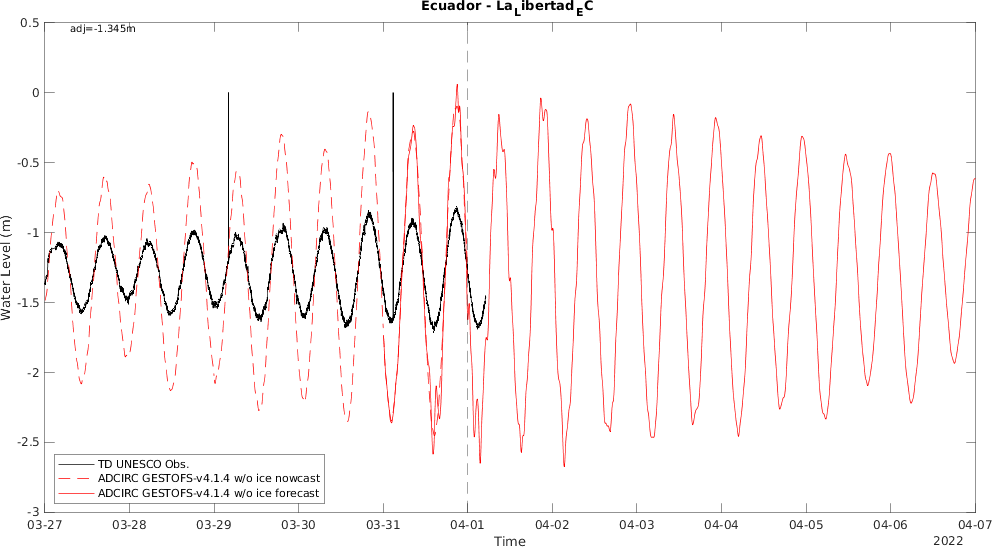 Ecuador - LaLibertadEC
adj=-1.345m
0.5
0
-0.5
-1
-1.5
-2
-2.5
-3
Water Level (m)
TD UNESCO Obs.
ADCIRC GESTOFS-v4.1.4 w/o ice nowcast
ADCIRC GESTOFS-v4.1.4 w/o ice forecast
03-27 03-28 03-29 03-30 03-31 04-01 04-02 04-03 04-04 04-05 04-06 04-07
Time
2022